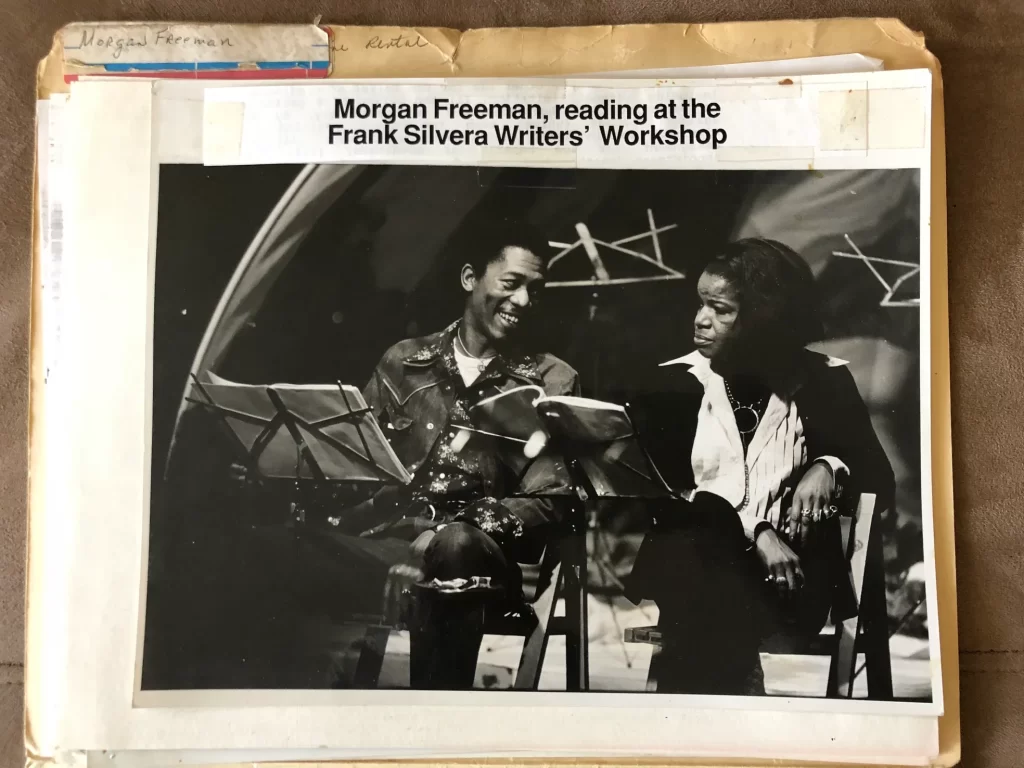 Morgan Freeman
Rental
Morgan Freeman, reading at the
Frank Silvera Writers' Workshop